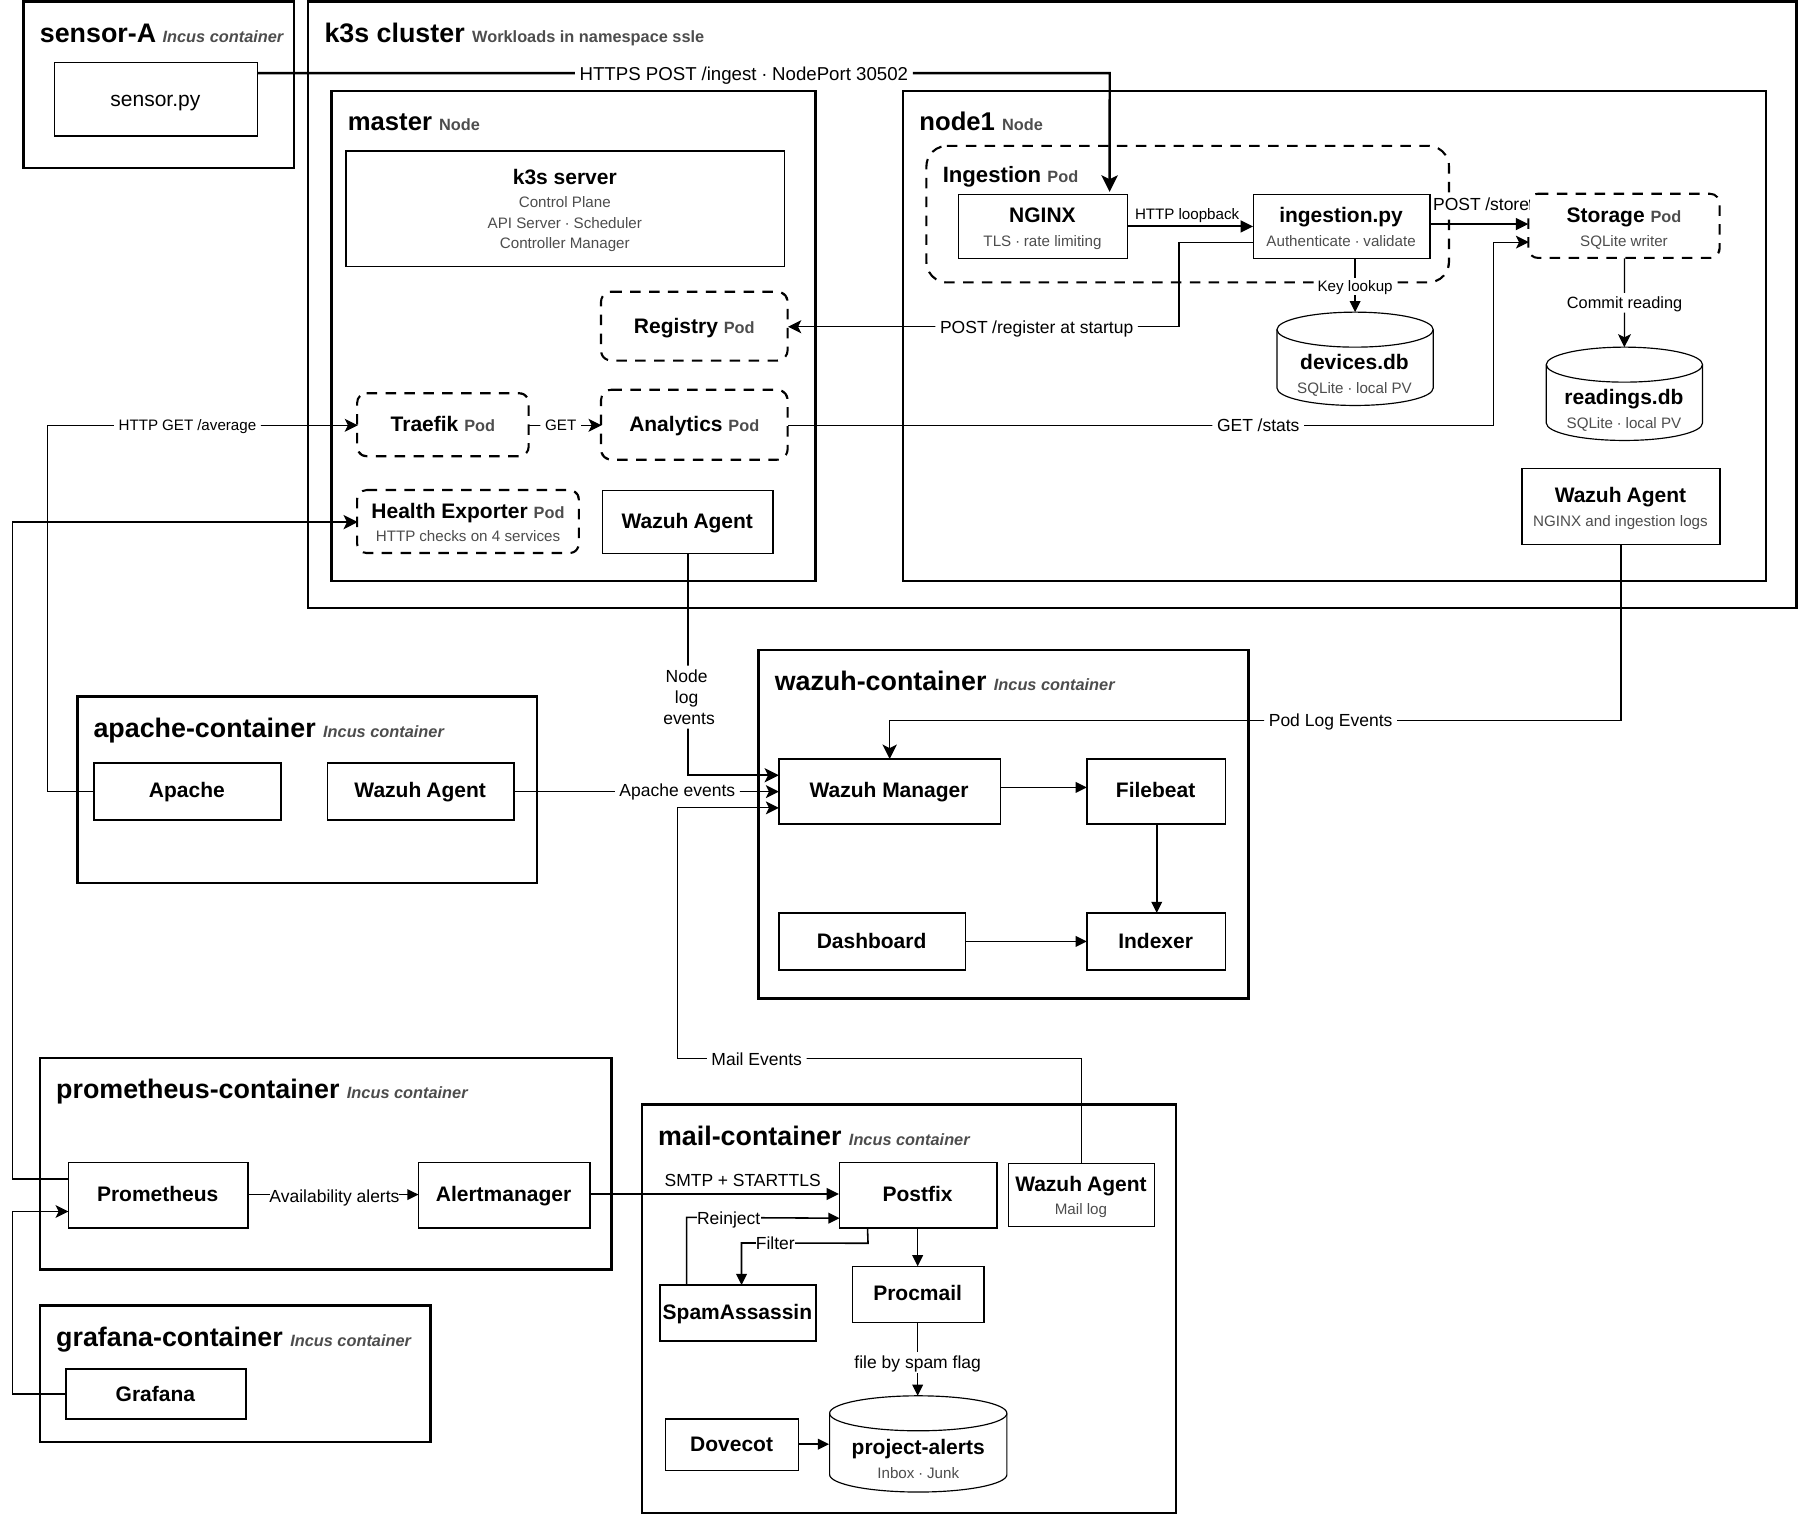 sensor-A Incus container
sensor.py
k3s cluster Workloads in namespace ssle
HTTPS POST /ingest · NodePort 30502
master Node
k3s server
Control Plane
API Server · Scheduler
Controller Manager
Registry Pod
Traefik Pod
GET
Analytics Pod
Health Exporter Pod
HTTP checks on 4 services
Wazuh Agent
node1 Node
Ingestion Pod
NGINX
TLS · rate limiting
HTTP loopback
ingestion.py
Authenticate · validate
POST /store
Storage Pod
SQLite writer
Key lookup
Commit reading
POST /register at startup
devices.db
SQLite · local PV
readings.db
SQLite · local PV
GET /stats
Wazuh Agent
NGINX and ingestion logs
HTTP GET /average
Node
log
events
apache-container Incus container
Apache
Wazuh Agent
Apache events
wazuh-container Incus container
Pod Log Events
Wazuh Manager
Filebeat
Dashboard
Indexer
Mail Events
prometheus-container Incus container
Prometheus
Availability alerts
Alertmanager
grafana-container Incus container
Grafana
mail-container Incus container
SMTP + STARTTLS
Postfix
Wazuh Agent
Mail log
Reinject
Filter
SpamAssassin
Procmail
file by spam flag
Dovecot
project-alerts
Inbox · Junk